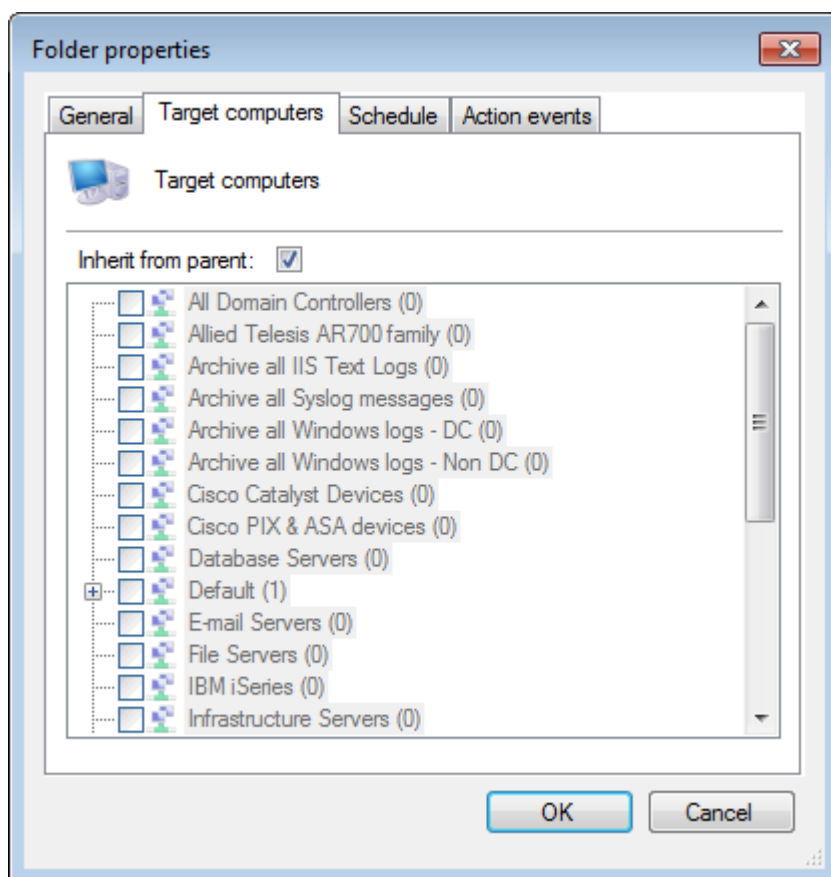 Folder properties
General Target computers Schedule Action events
Target computers
Inherit from parent:
All Domain Controllers (0)
Allied Telesis AR700 family (0)
Archive all IIS Text Logs (0)
Archive all Syslog messages (0)
Archive all Windows logs - DC (0)
Archive all Windows logs - Non DC (0)
Cisco Catalyst Devices (0)
Cisco PIX & ASA devices (0)
Database Servers (0)
Default (1)
E-mail Servers (0)
File Servers (0)
IBM iSeries (0)
Infrastructure Servers (0)
OK Cancel